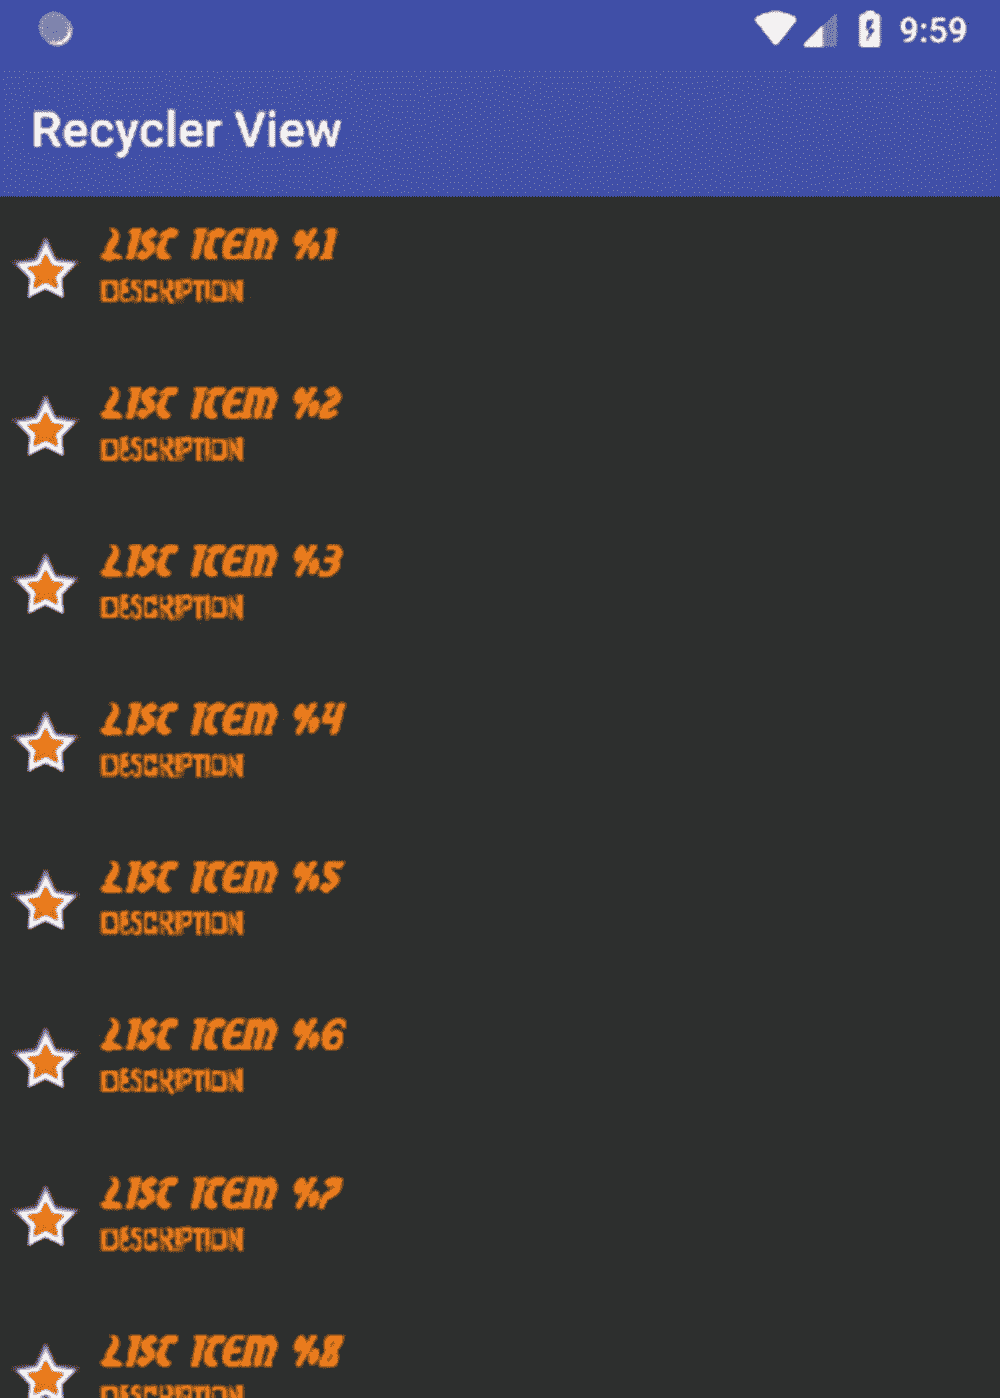 9:59
Recycler View
LIST ITEM %1
DESCRIPTION
LIST ITEM %2
DESCRIPTION
LIST ITEM %3
DESCRIPTION
LIST ITEM %4
DESCRIPTION
LIST ITEM %5
DESCRIPTION
LIST ITEM %6
DESCRIPTION
LIST ITEM %7
DESCRIPTION
LIST ITEM %8
DESCRIPTION